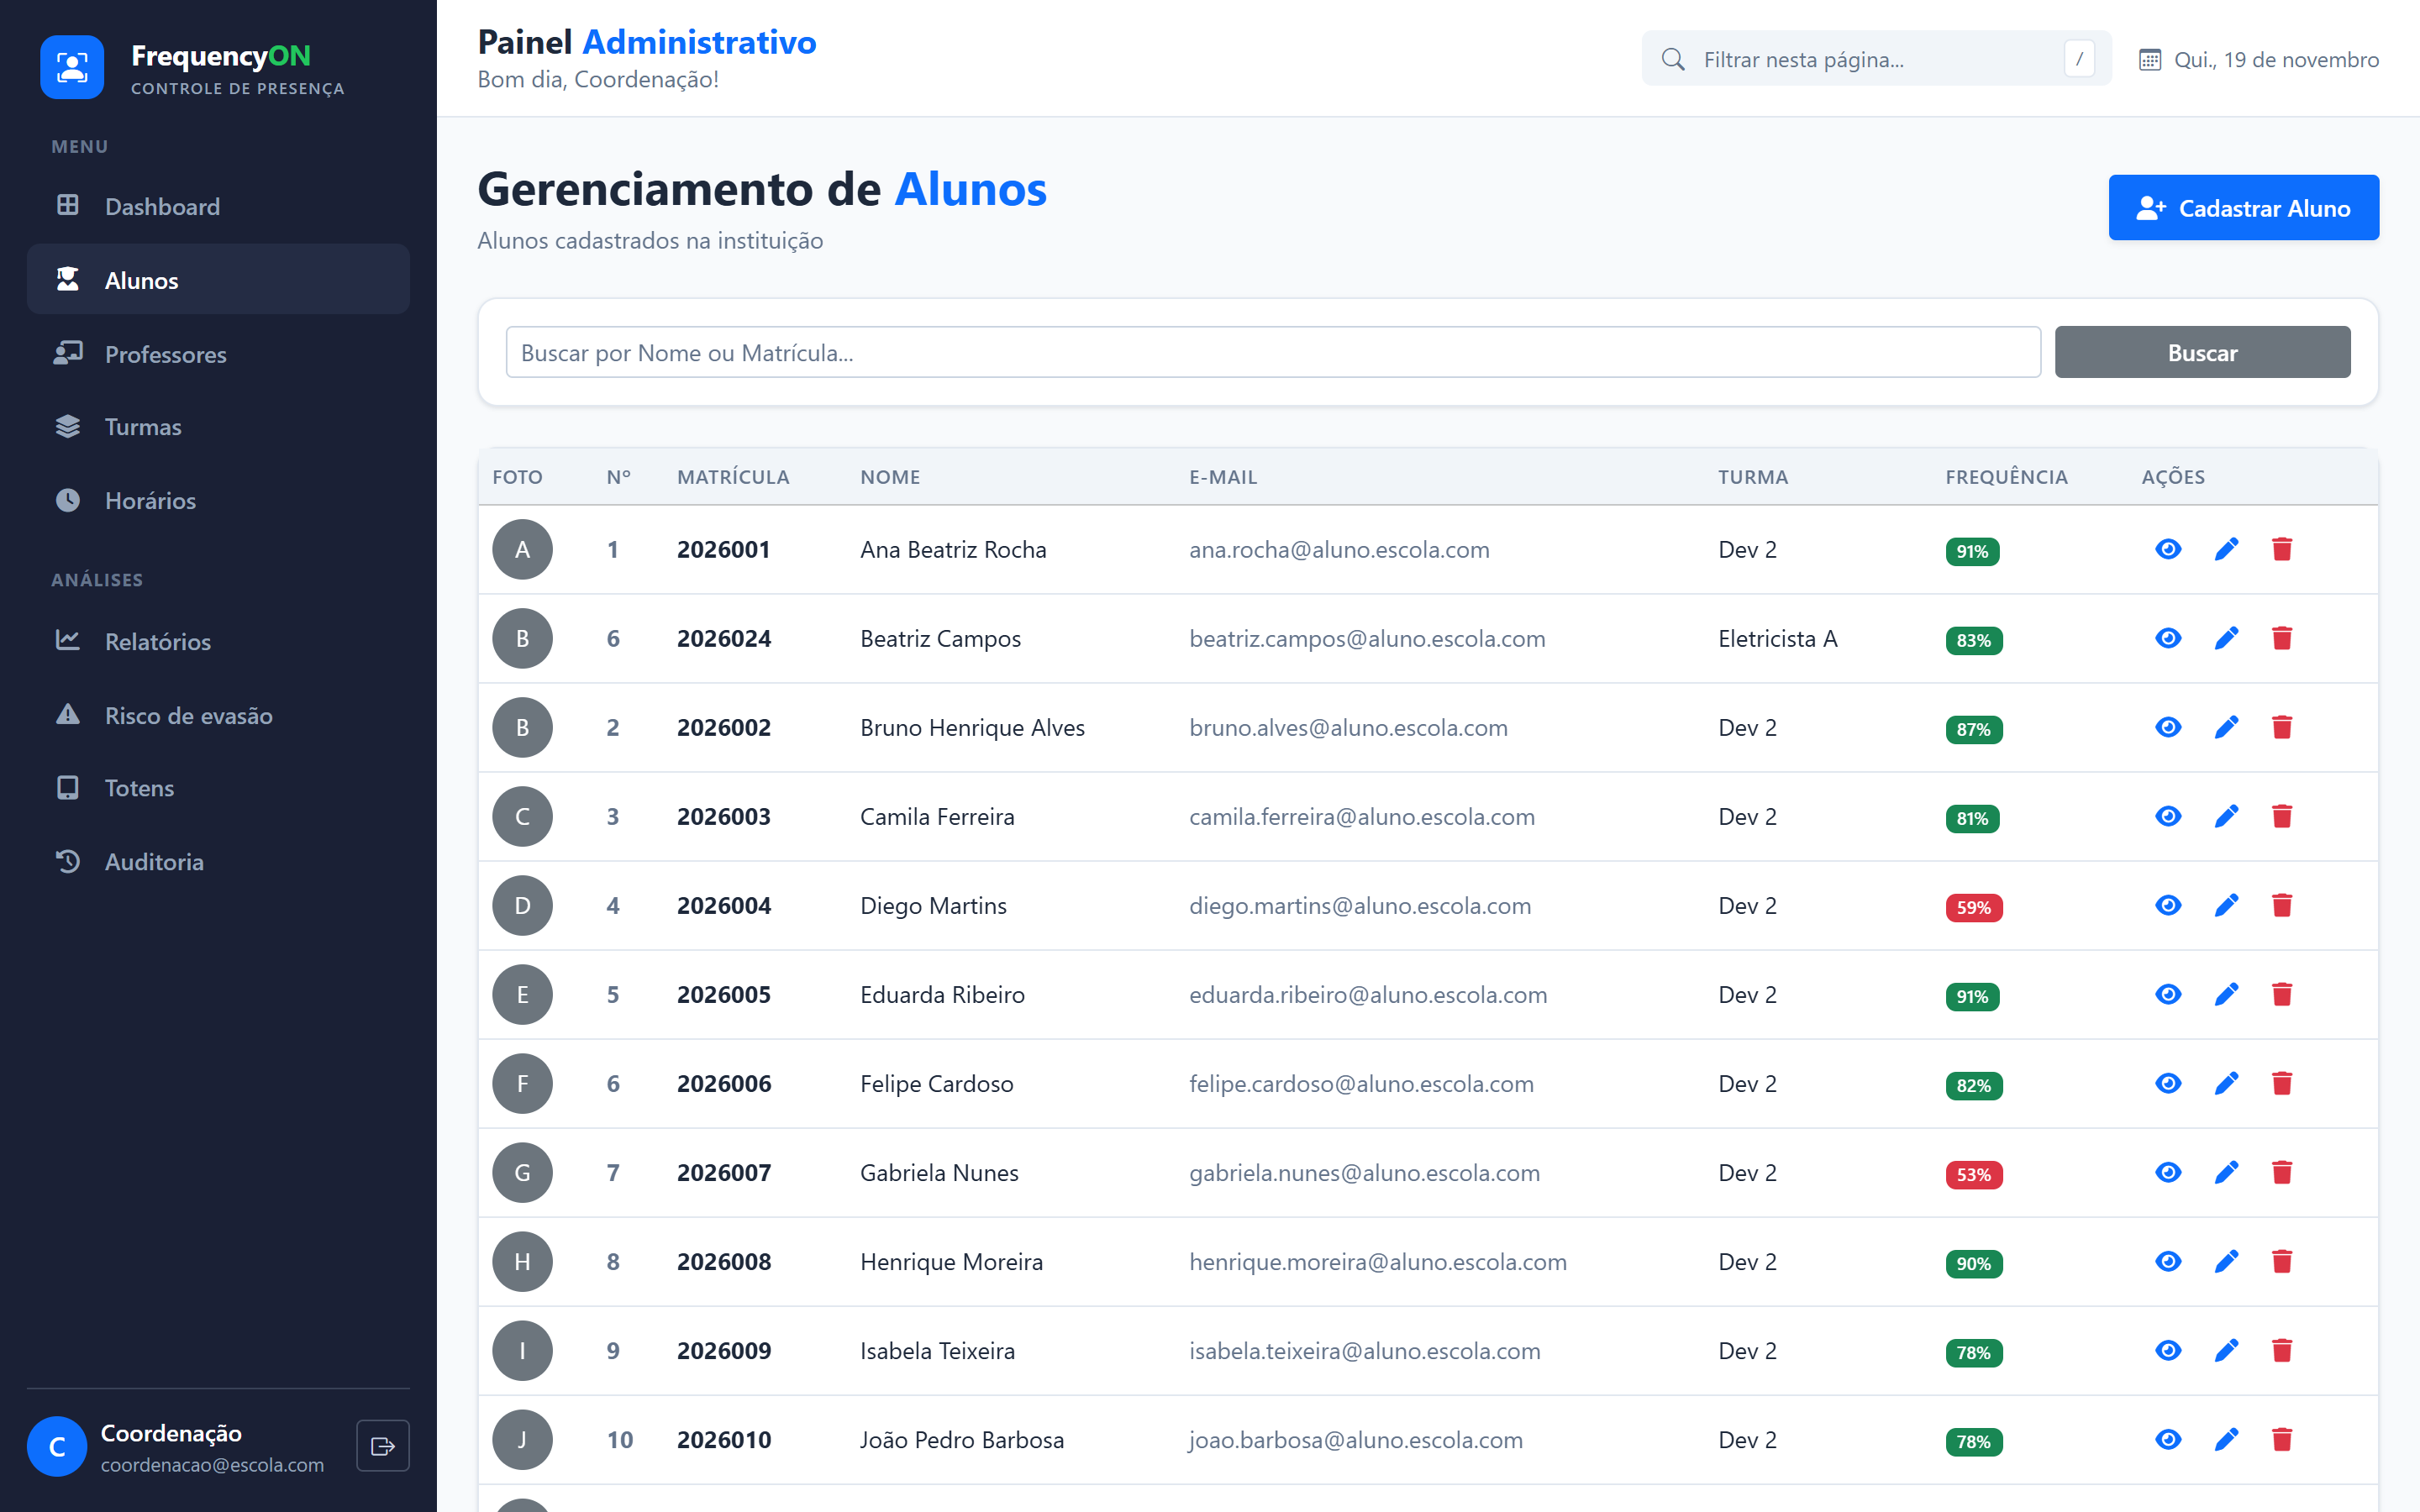 FrequencyON
CONTROLE DE PRESENÇA
MENU
Dashboard
Alunos
Professores
Turmas
Horários
ANÁLISES
Relatórios
Risco de evasão
Totens
Auditoria
C
Coordenação
coordenacao@escola.com
Painel Administrativo
Bom dia, Coordenação!
Filtrar nesta página... /
Qui., 19 de novembro
Gerenciamento de Alunos
Alunos cadastrados na instituição
Cadastrar Aluno
Buscar por Nome ou Matrícula...
Buscar
FOTO Nº MATRÍCULA NOME E-MAIL TURMA FREQUÊNCIA AÇÕES
A 1 2026001 Ana Beatriz Rocha ana.rocha@aluno.escola.com Dev 2 91%
B 6 2026024 Beatriz Campos beatriz.campos@aluno.escola.com Eletricista A 83%
B 2 2026002 Bruno Henrique Alves bruno.alves@aluno.escola.com Dev 2 87%
C 3 2026003 Camila Ferreira camila.ferreira@aluno.escola.com Dev 2 81%
D 4 2026004 Diego Martins diego.martins@aluno.escola.com Dev 2 59%
E 5 2026005 Eduarda Ribeiro eduarda.ribeiro@aluno.escola.com Dev 2 91%
F 6 2026006 Felipe Cardoso felipe.cardoso@aluno.escola.com Dev 2 82%
G 7 2026007 Gabriela Nunes gabriela.nunes@aluno.escola.com Dev 2 53%
H 8 2026008 Henrique Moreira henrique.moreira@aluno.escola.com Dev 2 90%
I 9 2026009 Isabela Teixeira isabela.teixeira@aluno.escola.com Dev 2 78%
J 10 2026010 João Pedro Barbosa joao.barbosa@aluno.escola.com Dev 2 78%